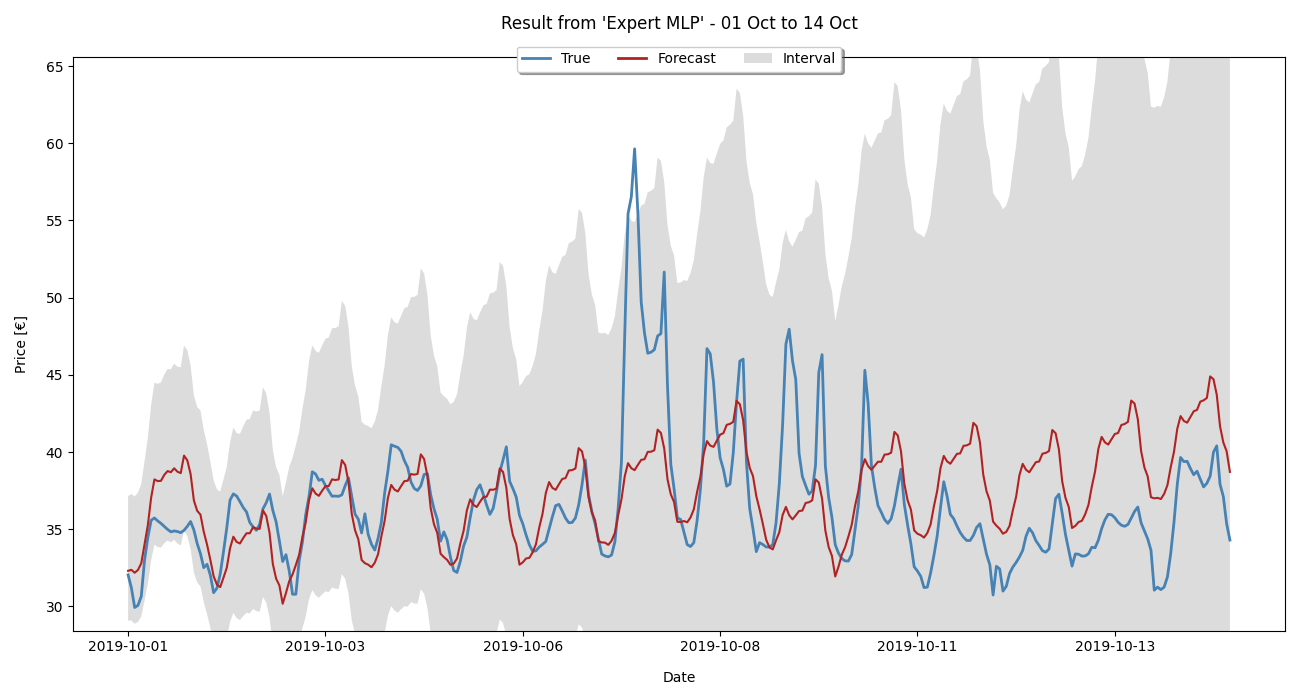 Result from 'Expert MLP' - 01 Oct to 14 Oct
True Forecast Interval
65
60
55
50
45
40
35
30
Price [€]
2019-10-01 2019-10-03 2019-10-06 2019-10-08 2019-10-11 2019-10-13
Date